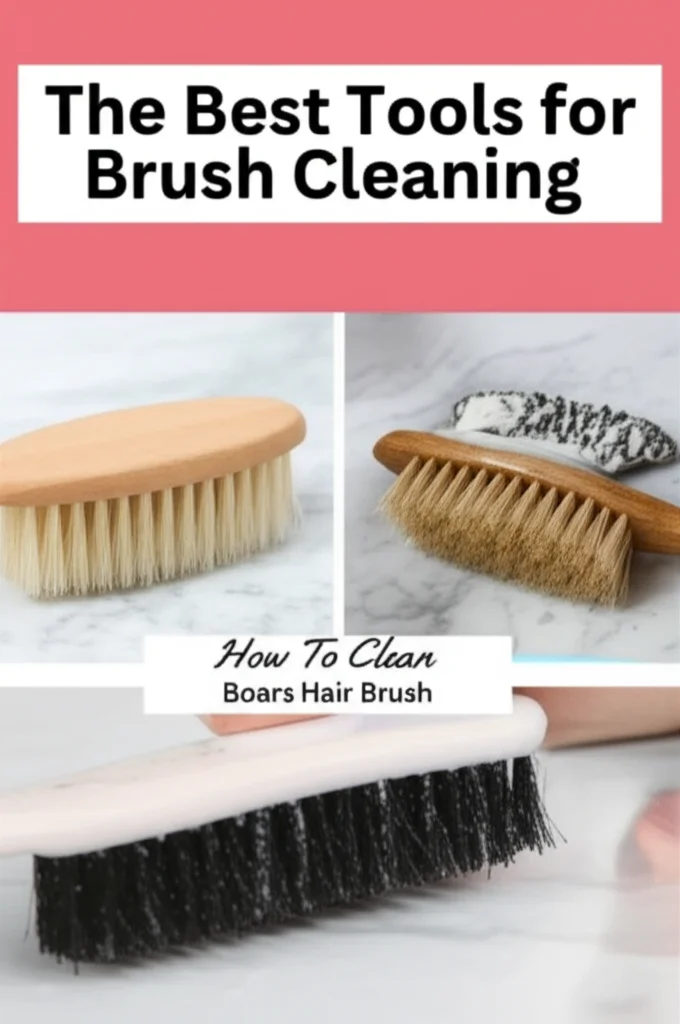 The Best Tools for
Brush Cleaning
How To Clean
Boars Hair Brush